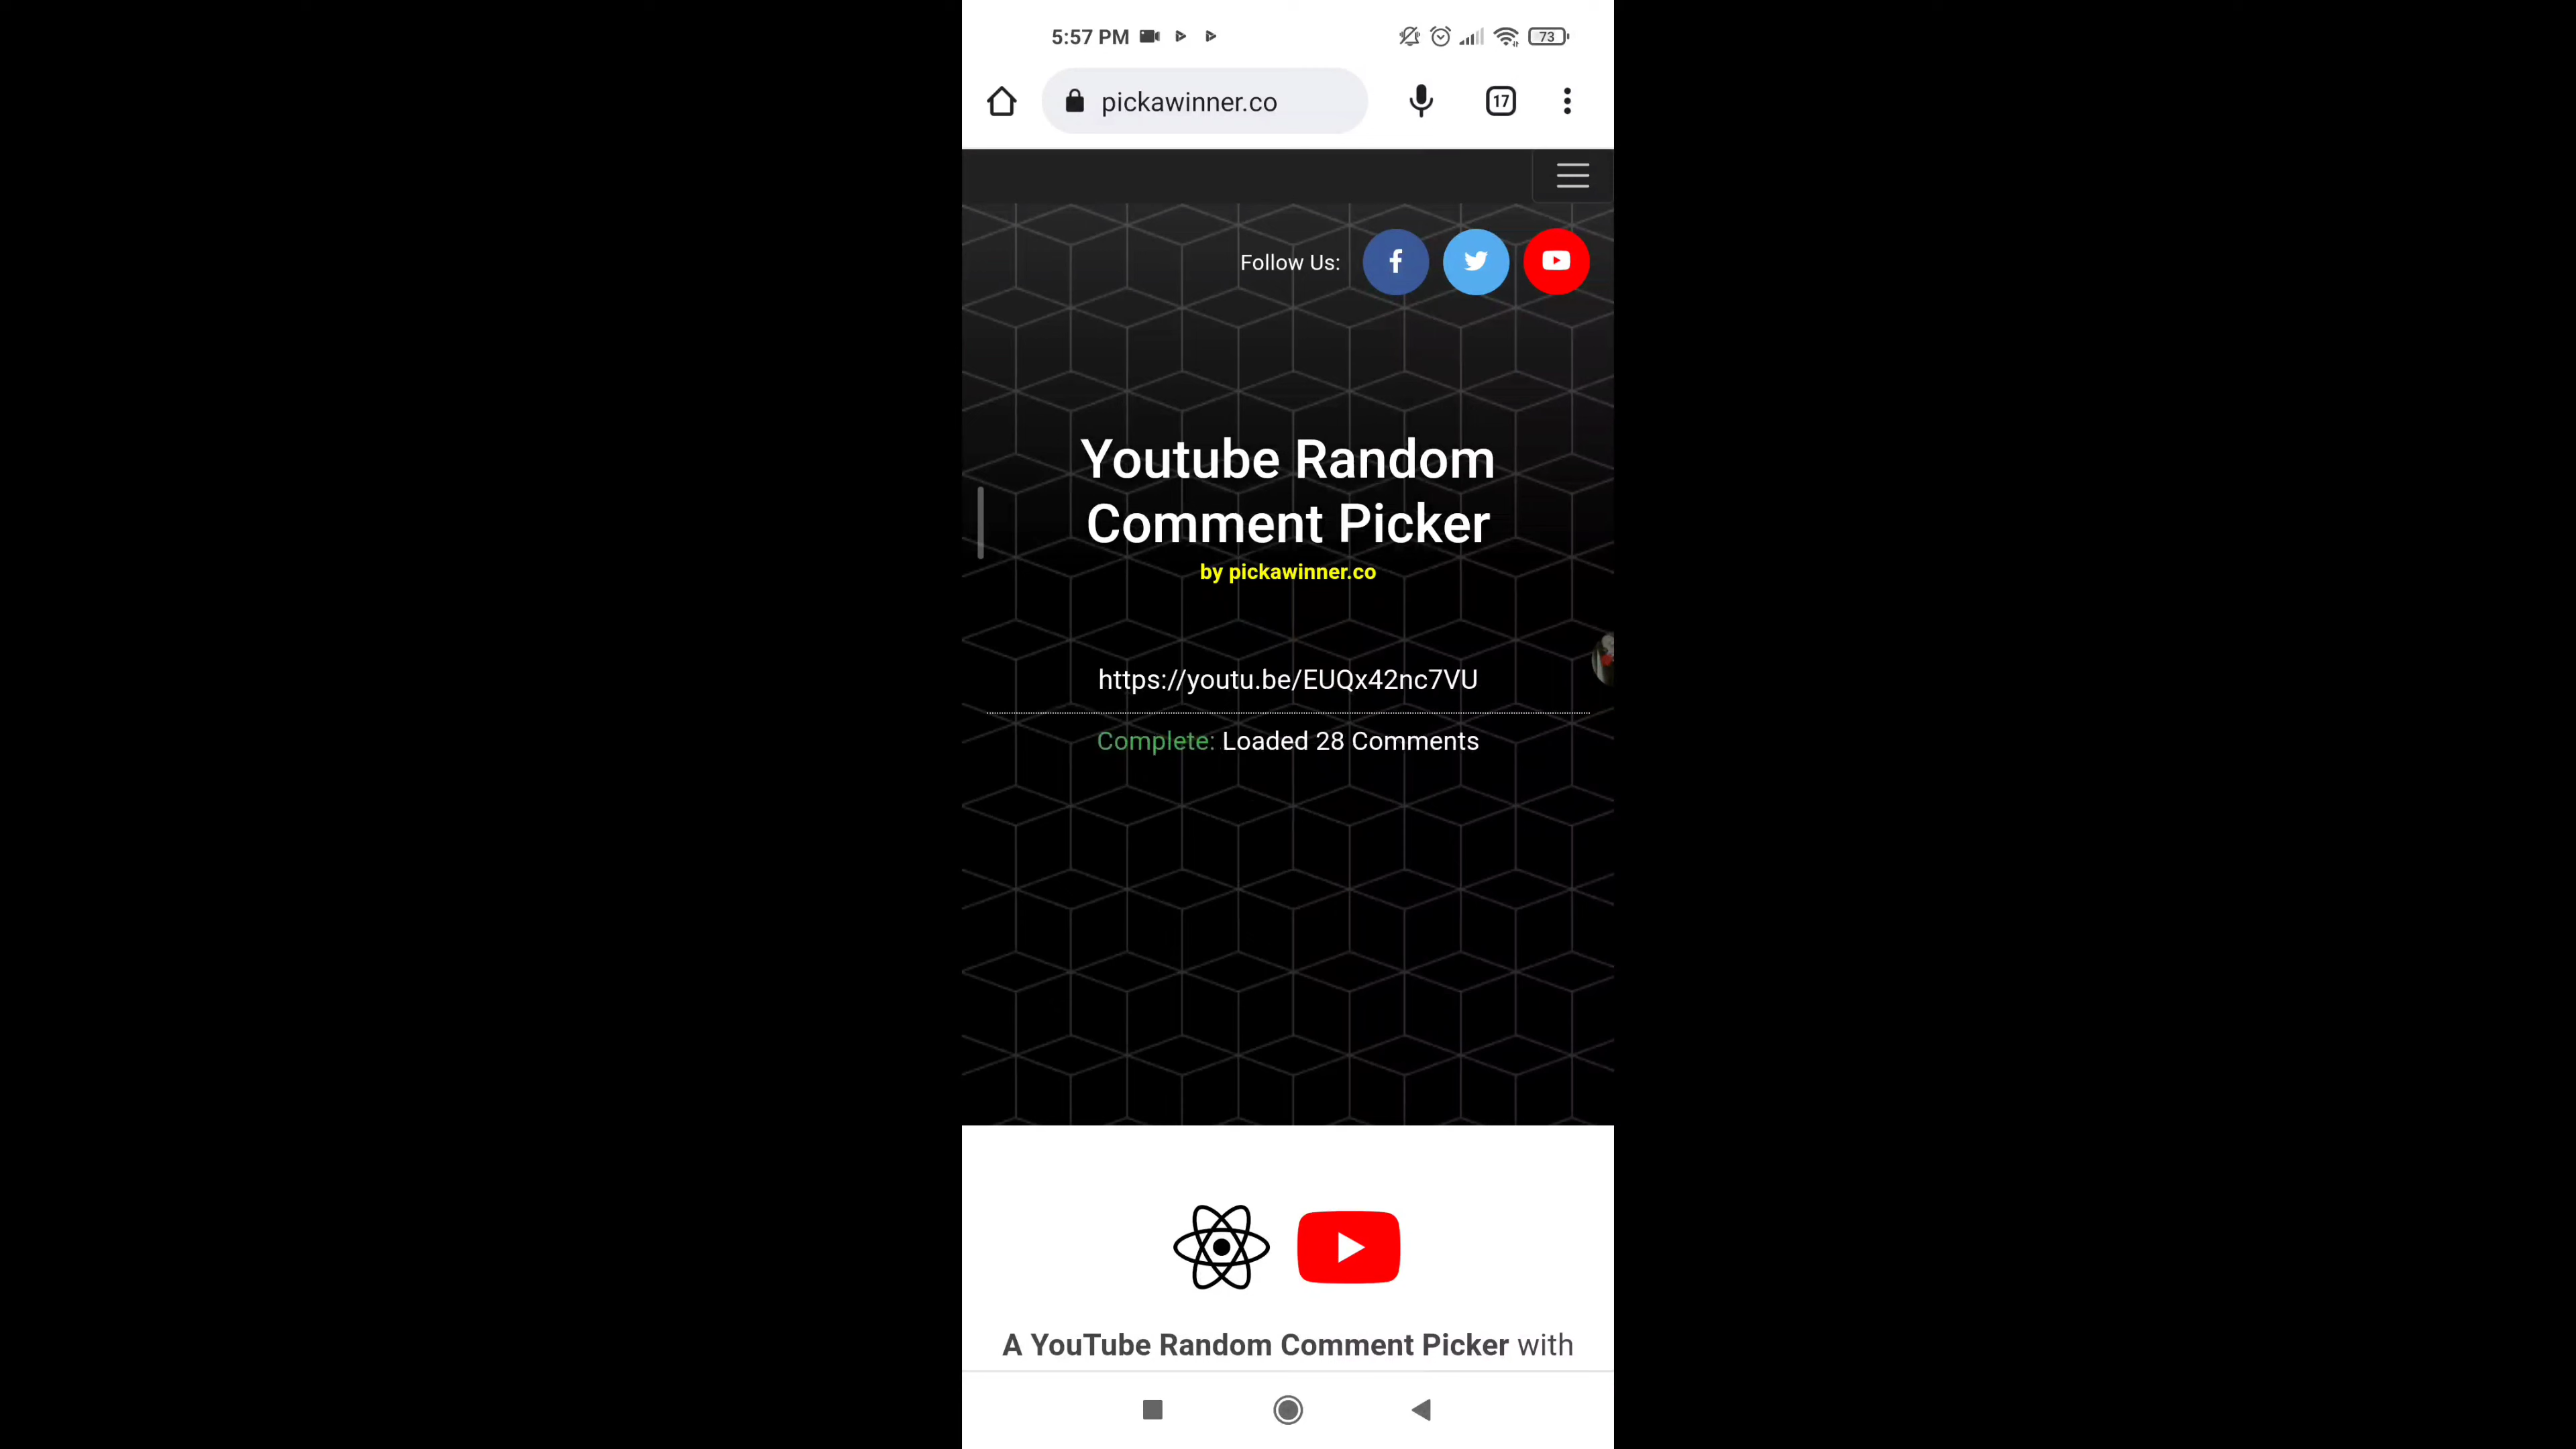 5:57 PM
73
pickawinner.co
17
Follow Us:
Youtube Random
Comment Picker
by pickawinner.co
https://youtu.be/EUQx42nc7VU
Complete: Loaded 28 Comments
A YouTube Random Comment Picker with